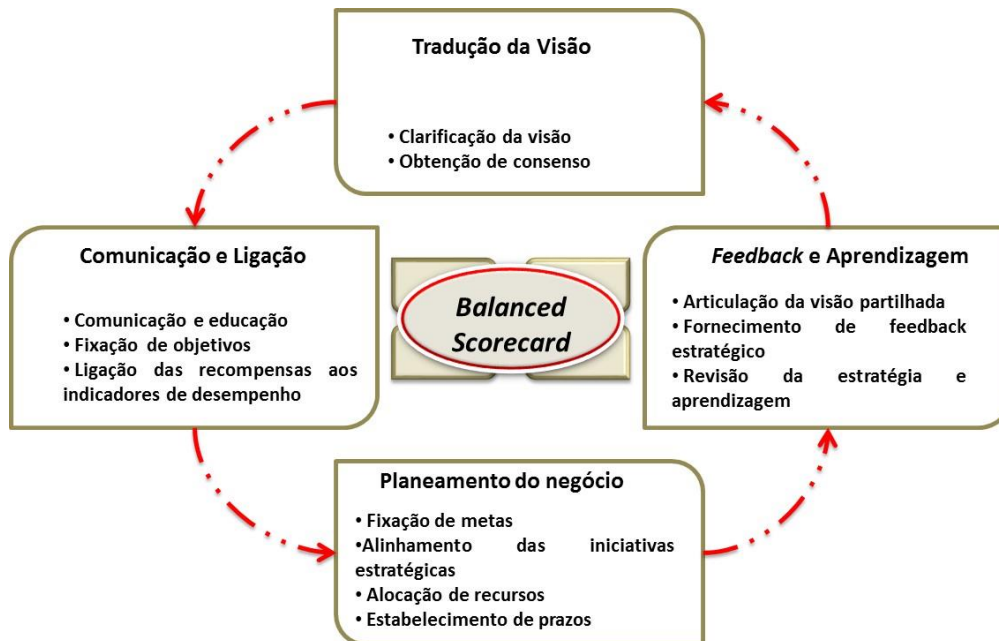 Tradução da Visão
• Clarificação da visão
• Obtenção de consenso
Comunicação e Ligação
• Comunicação e educação
• Fixação de objetivos
• Ligação das recompensas aos
indicadores de desempenho
Balanced
Scorecard
Feedback e Aprendizagem
• Articulação da visão partilhada
• Fornecimento de feedback
estratégico
• Revisão da estratégia e
aprendizagem
Planeamento do negócio
• Fixação de metas
•Alinhamento das iniciativas
estratégicas
• Alocação de recursos
• Estabelecimento de prazos